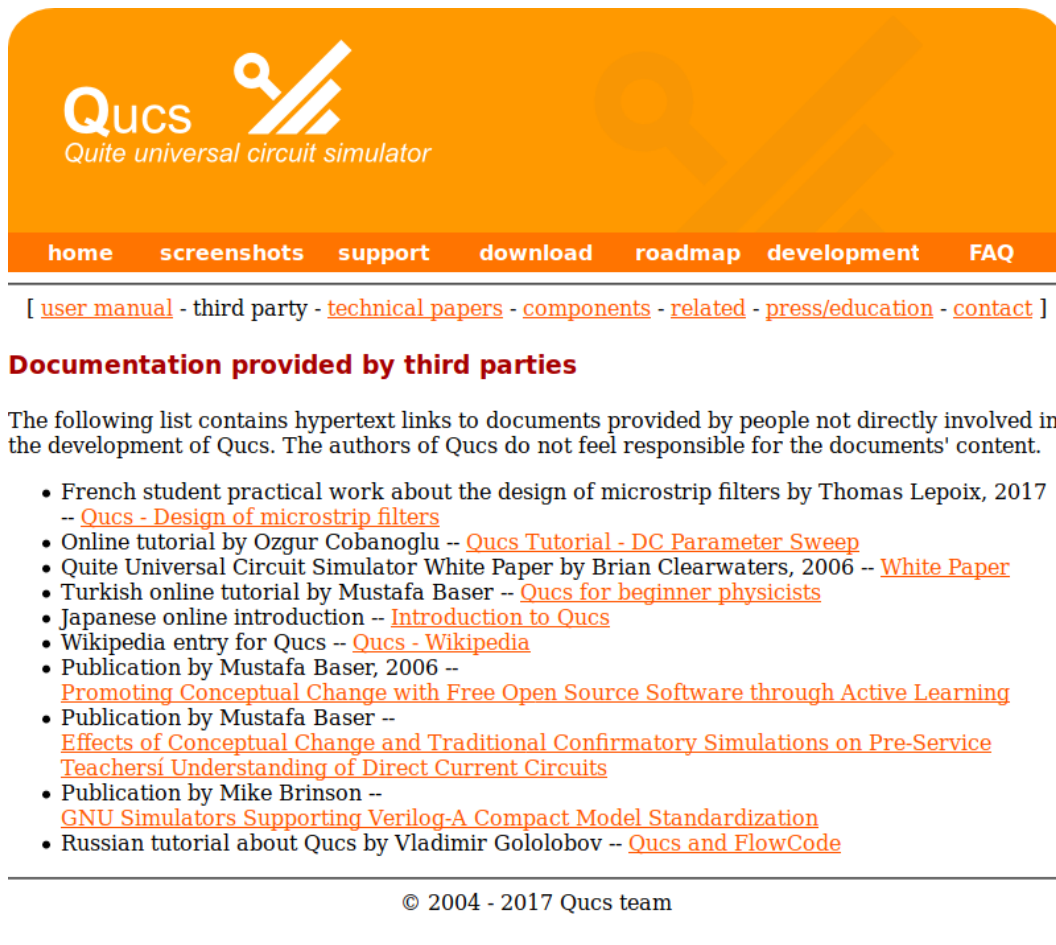 Qucs
Quite universal circuit simulator
home screenshots support download roadmap development FAQ
[ user manual - third party - technical papers - components - related - press/education - contact ]
Documentation provided by third parties
The following list contains hypertext links to documents provided by people not directly involved in
the development of Qucs. The authors of Qucs do not feel responsible for the documents' content.
• French student practical work about the design of microstrip filters by Thomas Lepoix, 2017
-- Qucs - Design of microstrip filters
• Online tutorial by Ozgur Cobanoglu -- Qucs Tutorial - DC Parameter Sweep
• Quite Universal Circuit Simulator White Paper by Brian Clearwaters, 2006 -- White Paper
• Turkish online tutorial by Mustafa Baser -- Qucs for beginner physicists
• Japanese online introduction -- Introduction to Qucs
• Wikipedia entry for Qucs -- Qucs - Wikipedia
• Publication by Mustafa Baser, 2006 --
Promoting Conceptual Change with Free Open Source Software through Active Learning
• Publication by Mustafa Baser --
Effects of Conceptual Change and Traditional Confirmatory Simulations on Pre-Service
Teachersí Understanding of Direct Current Circuits
• Publication by Mike Brinson --
GNU Simulators Supporting Verilog-A Compact Model Standardization
• Russian tutorial about Qucs by Vladimir Gololobov -- Qucs and FlowCode
© 2004 - 2017 Qucs team